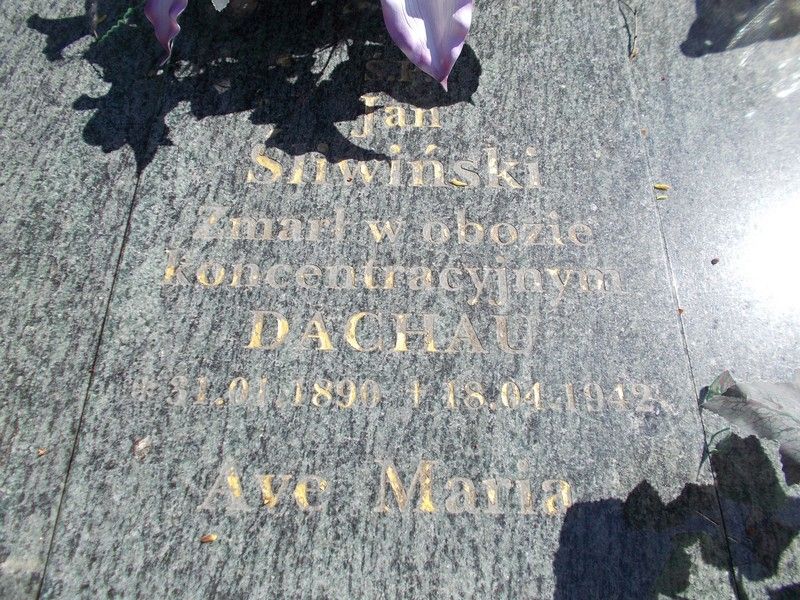 Ś.P.
Jan
Śliwiński
Zmarł w obozie
koncentracyjnym
DACHAU
* 31.01.1890 + 18.04.1942
Ave Maria